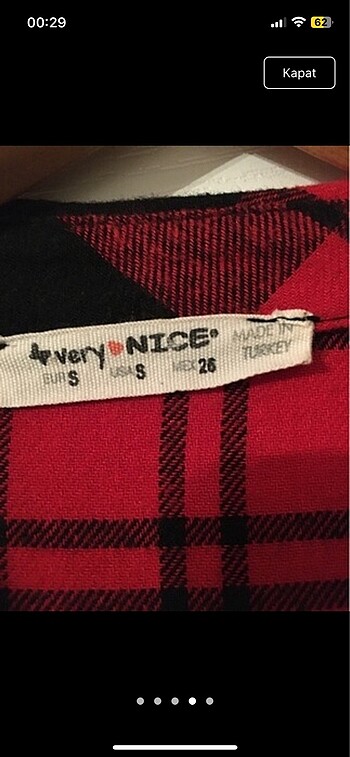 00:29
62
Kapat
very NICE
MADE IN
TURKEY
EUR S USA S MEX 26